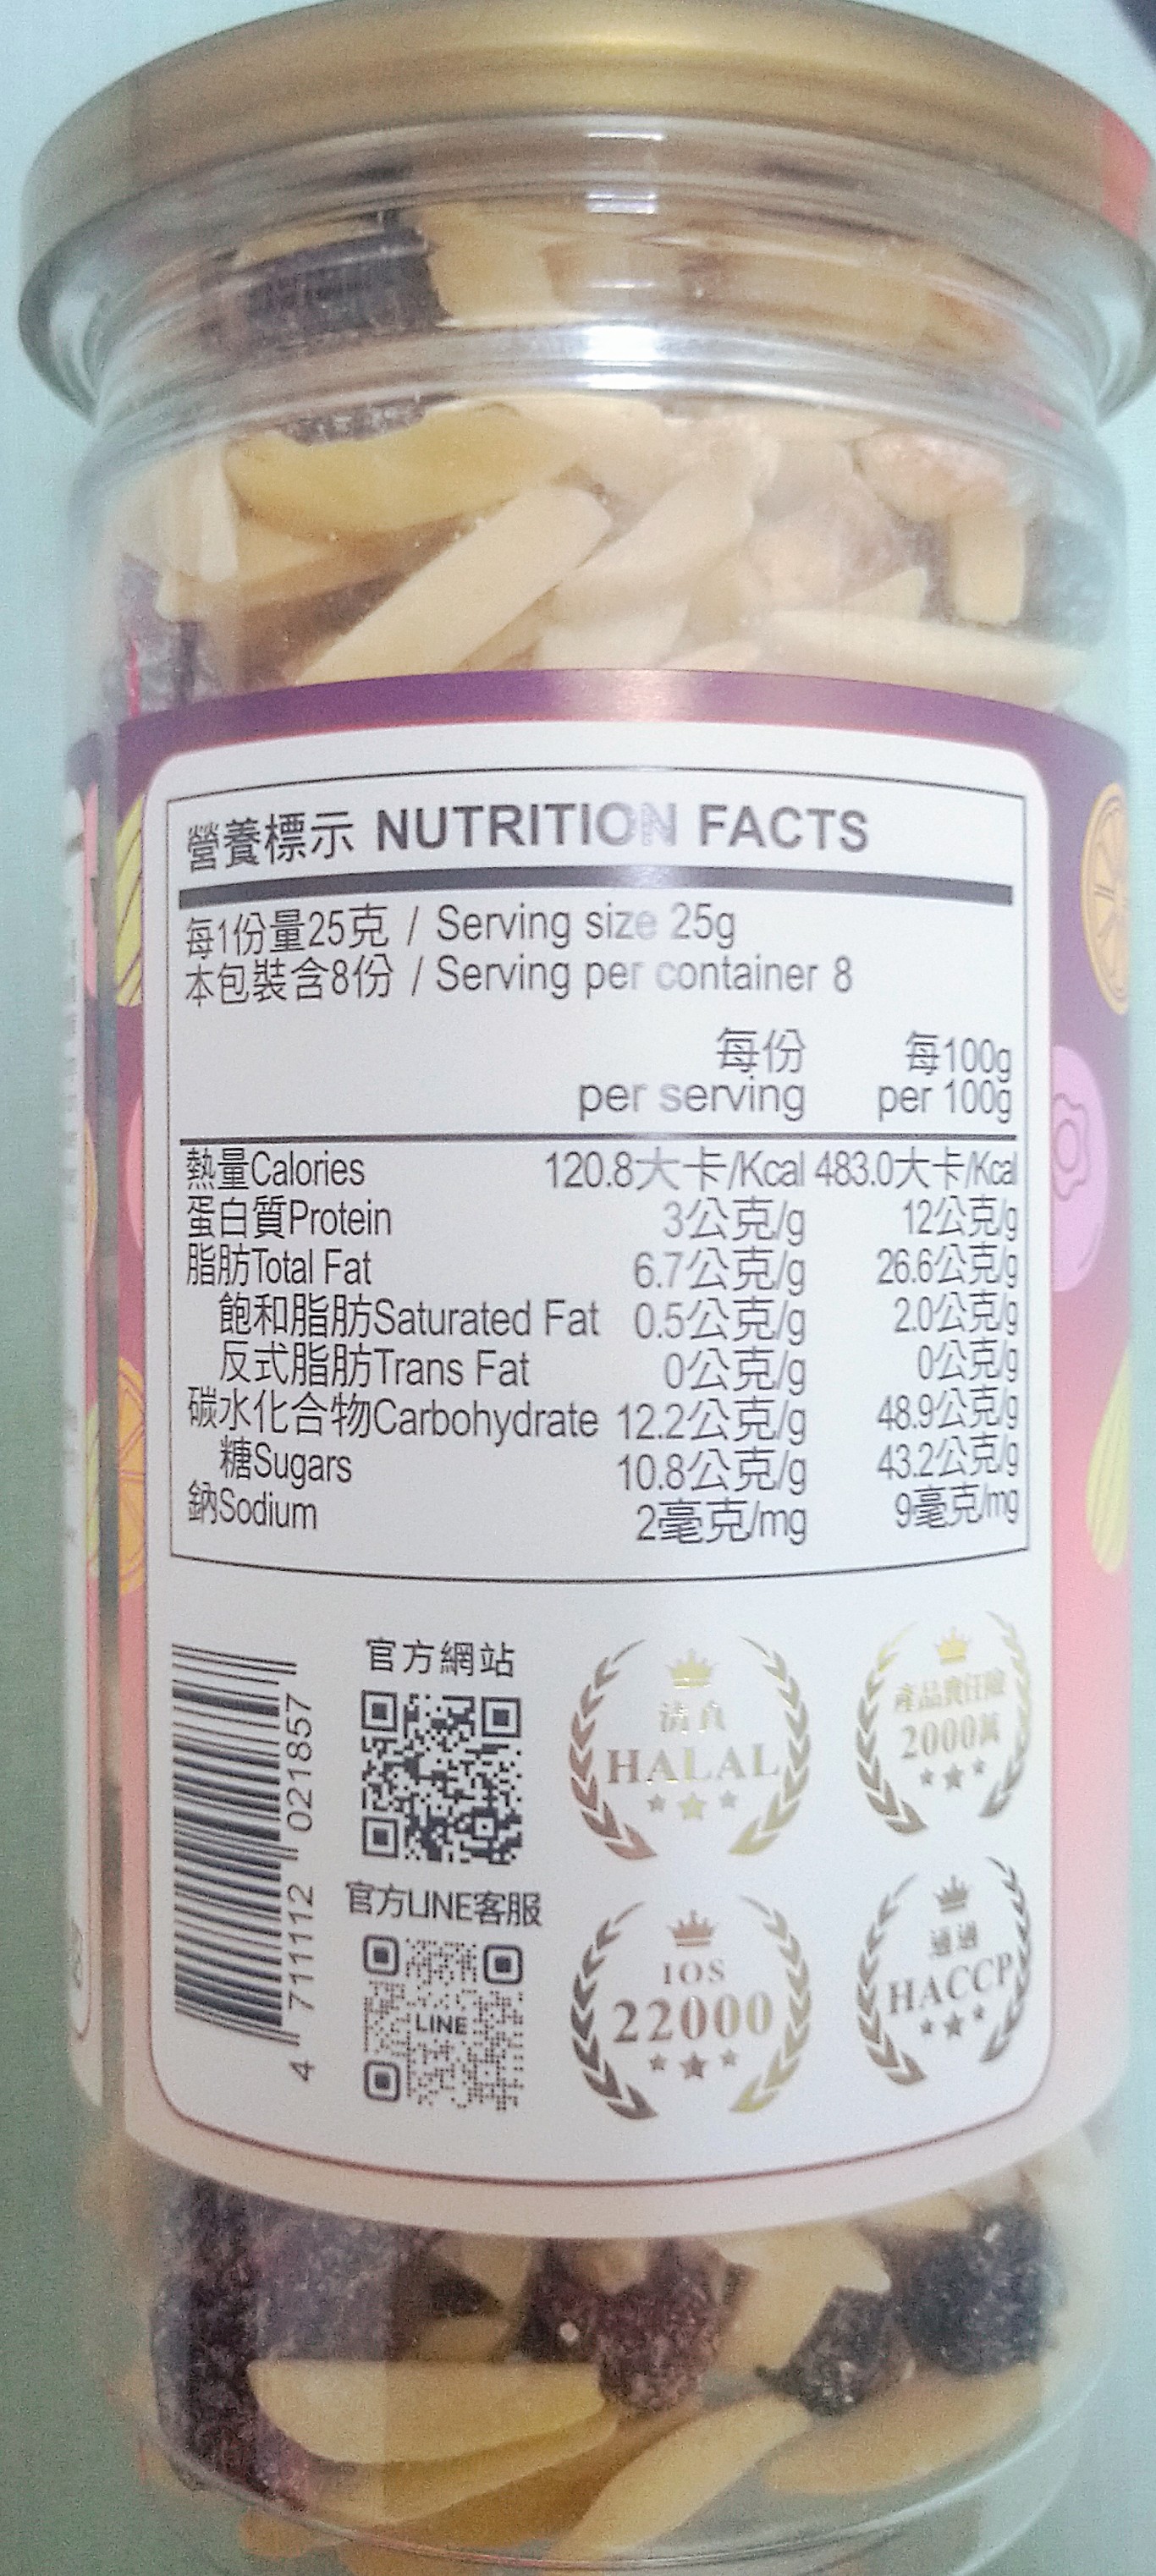 營養標示 NUTRITION FACTS
每1份量25克 / Serving size 25g
本包裝含8份 / Serving per container 8
每份 每100g
per serving per 100g
熱量Calories 120.8大卡/Kcal 483.0大卡/Kcal
蛋白質Protein 3公克/g 12公克/g
脂肪Total Fat 6.7公克/g 26.6公克/g
飽和脂肪Saturated Fat 0.5公克/g 2.0公克/g
反式脂肪Trans Fat 0公克/g 0公克/g
碳水化合物Carbohydrate 12.2公克/g 48.9公克/g
糖Sugars 10.8公克/g 43.2公克/g
鈉Sodium 2毫克/mg 9毫克/mg
4 711112 021857
官方網站
官方LINE客服
LINE
清真
HALAL
產品責任險
2000萬
IOS
22000
通過
HACCP